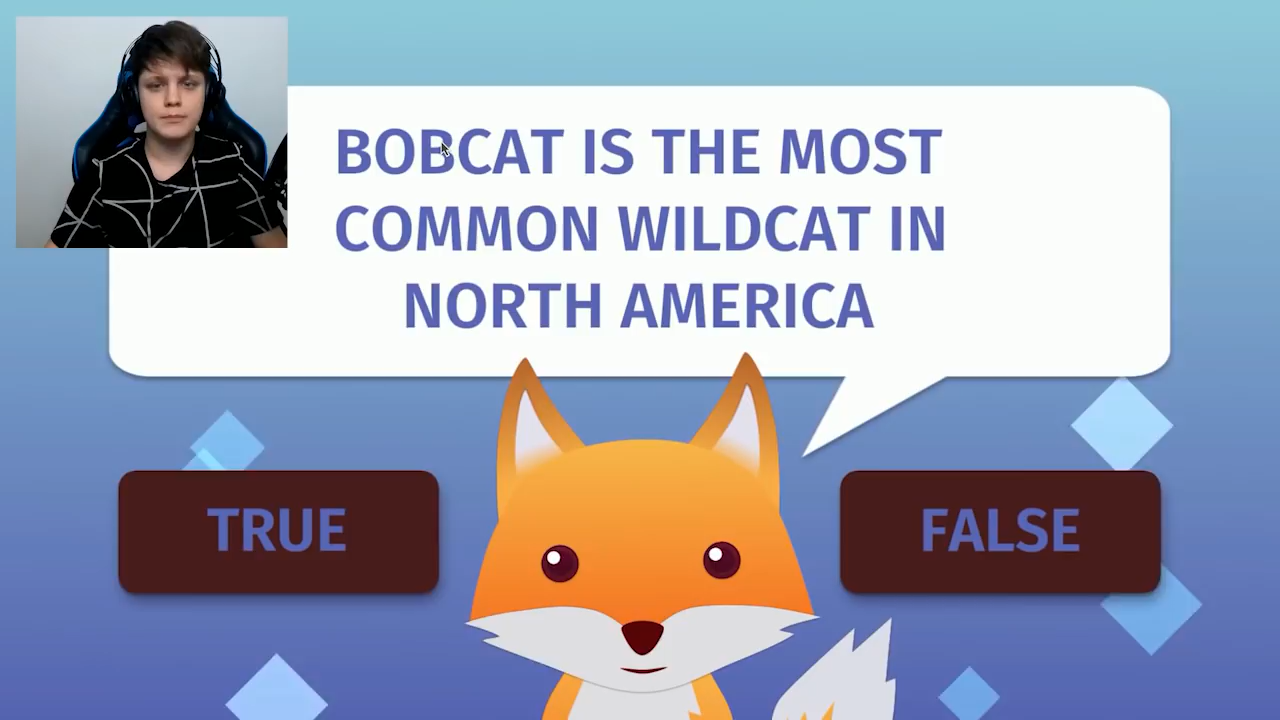 BOBCAT IS THE MOST
COMMON WILDCAT IN
NORTH AMERICA
TRUE
FALSE